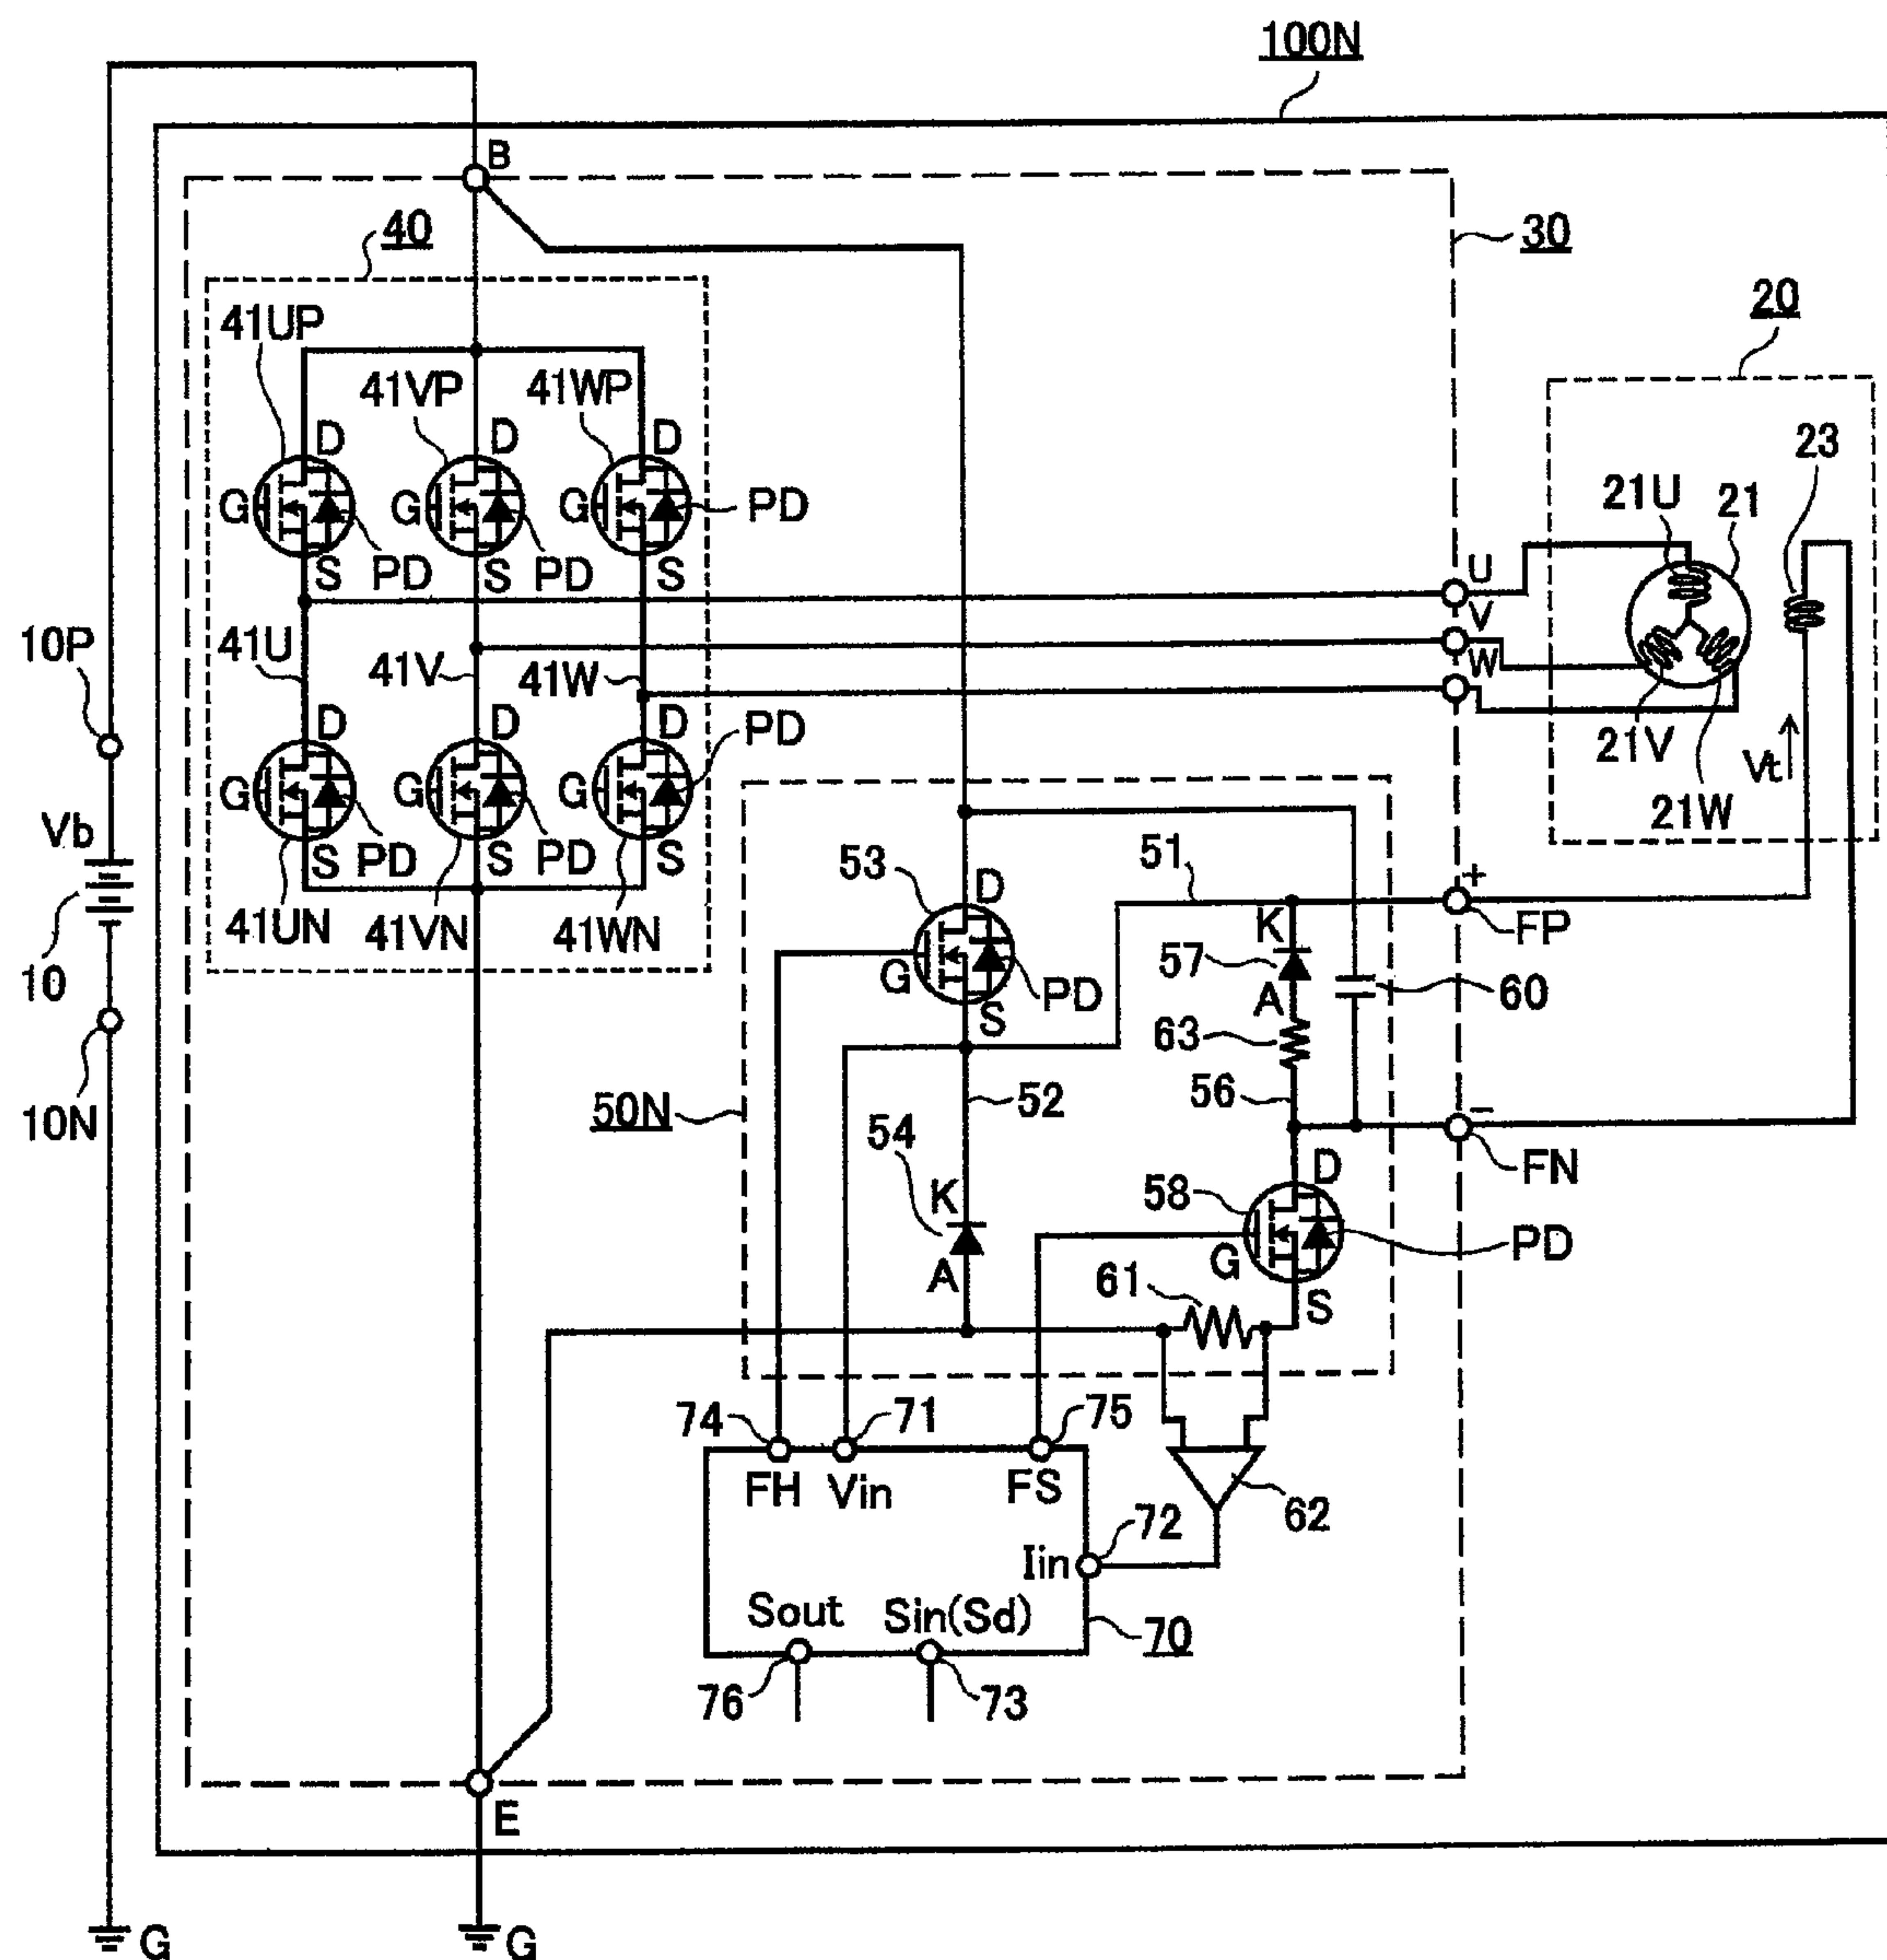 100N
B
40
30
20
41UP
41VP
41WP
D
D
D
23
G
G
G
PD
21U
21
S
PD
S
PD
S
U
10P
V
41U
41V
41W
W
D
D
D
PD
21V
Vt
G
G
G
21W
Vb
S
PD
S
PD
S
53
D
51
+
41UN
41VN
41WN
K
FP
10
57
G
PD
A
60
S
63
10N
50N
52
56
−
54
FN
K
58
D
A
G
PD
61
S
74
71
75
FH
Vin
FS
62
72
Iin
Sout
Sin(Sd)
70
76
73
E
G
G